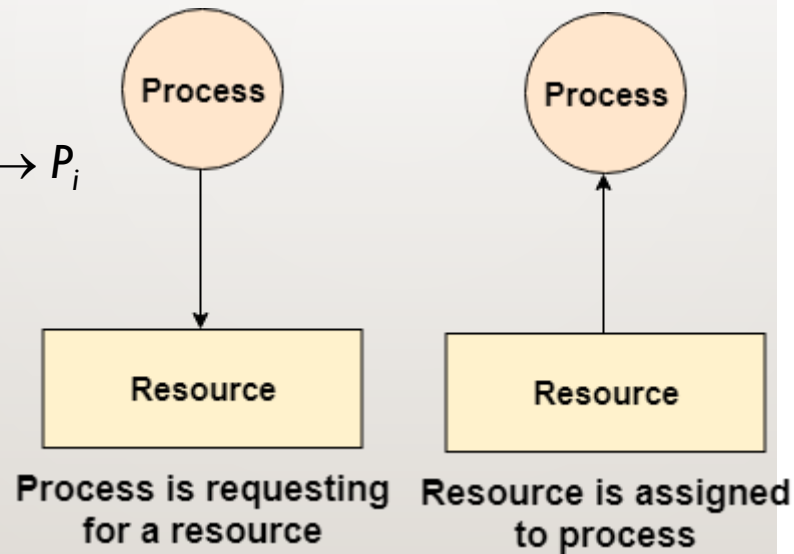 Process
Process
→ P_i
Resource
Resource
Process is requesting
for a resource
Resource is assigned
to process